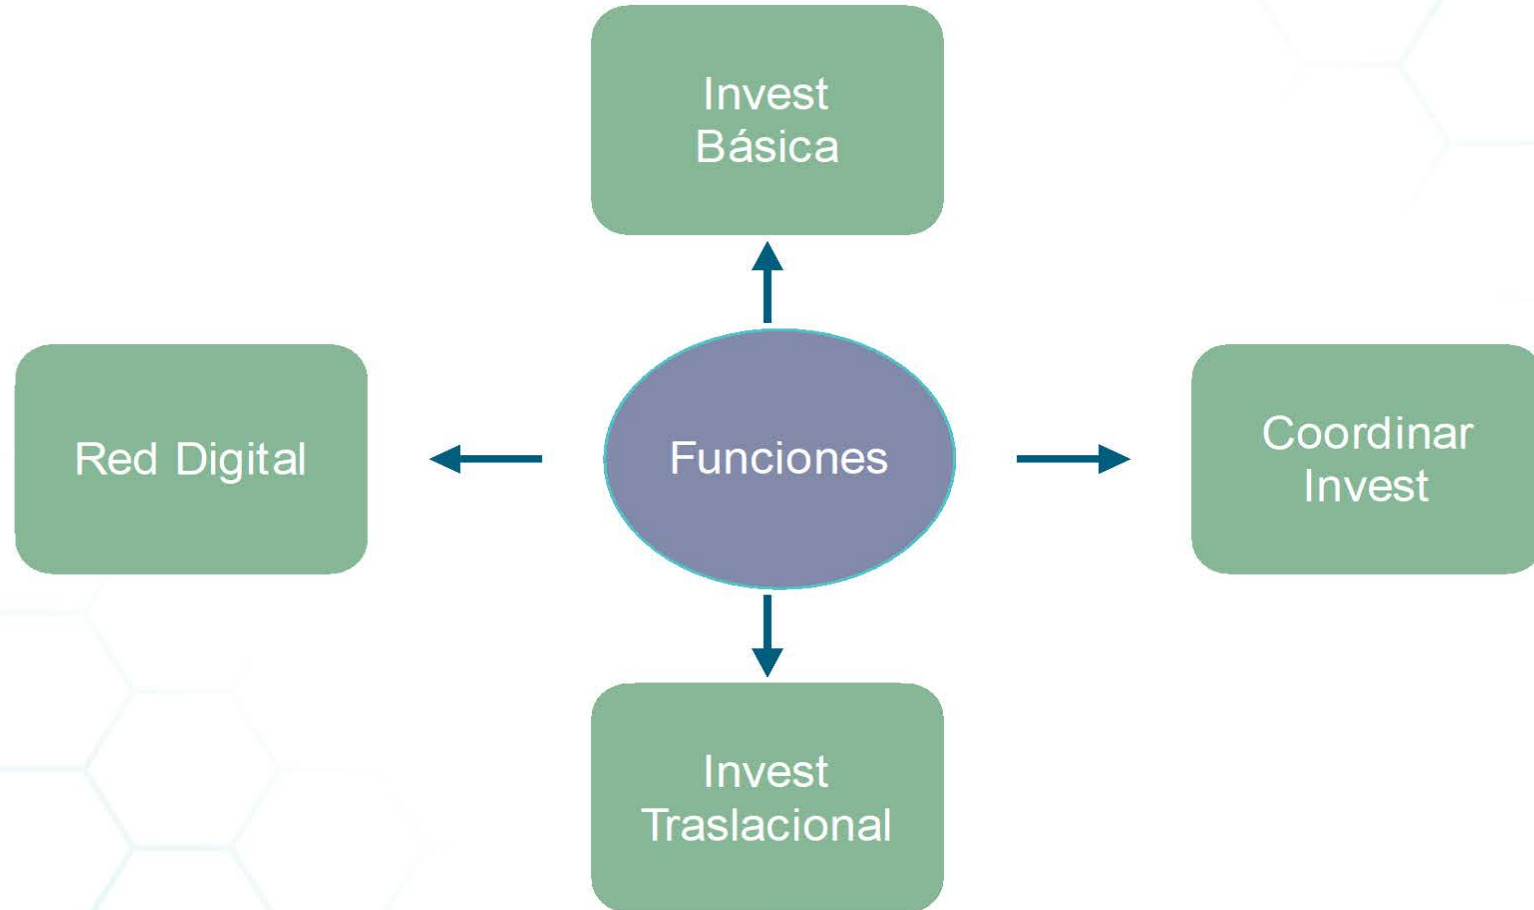 Invest
Básica
Red Digital
Funciones
Coordinar
Invest
Invest
Traslacional